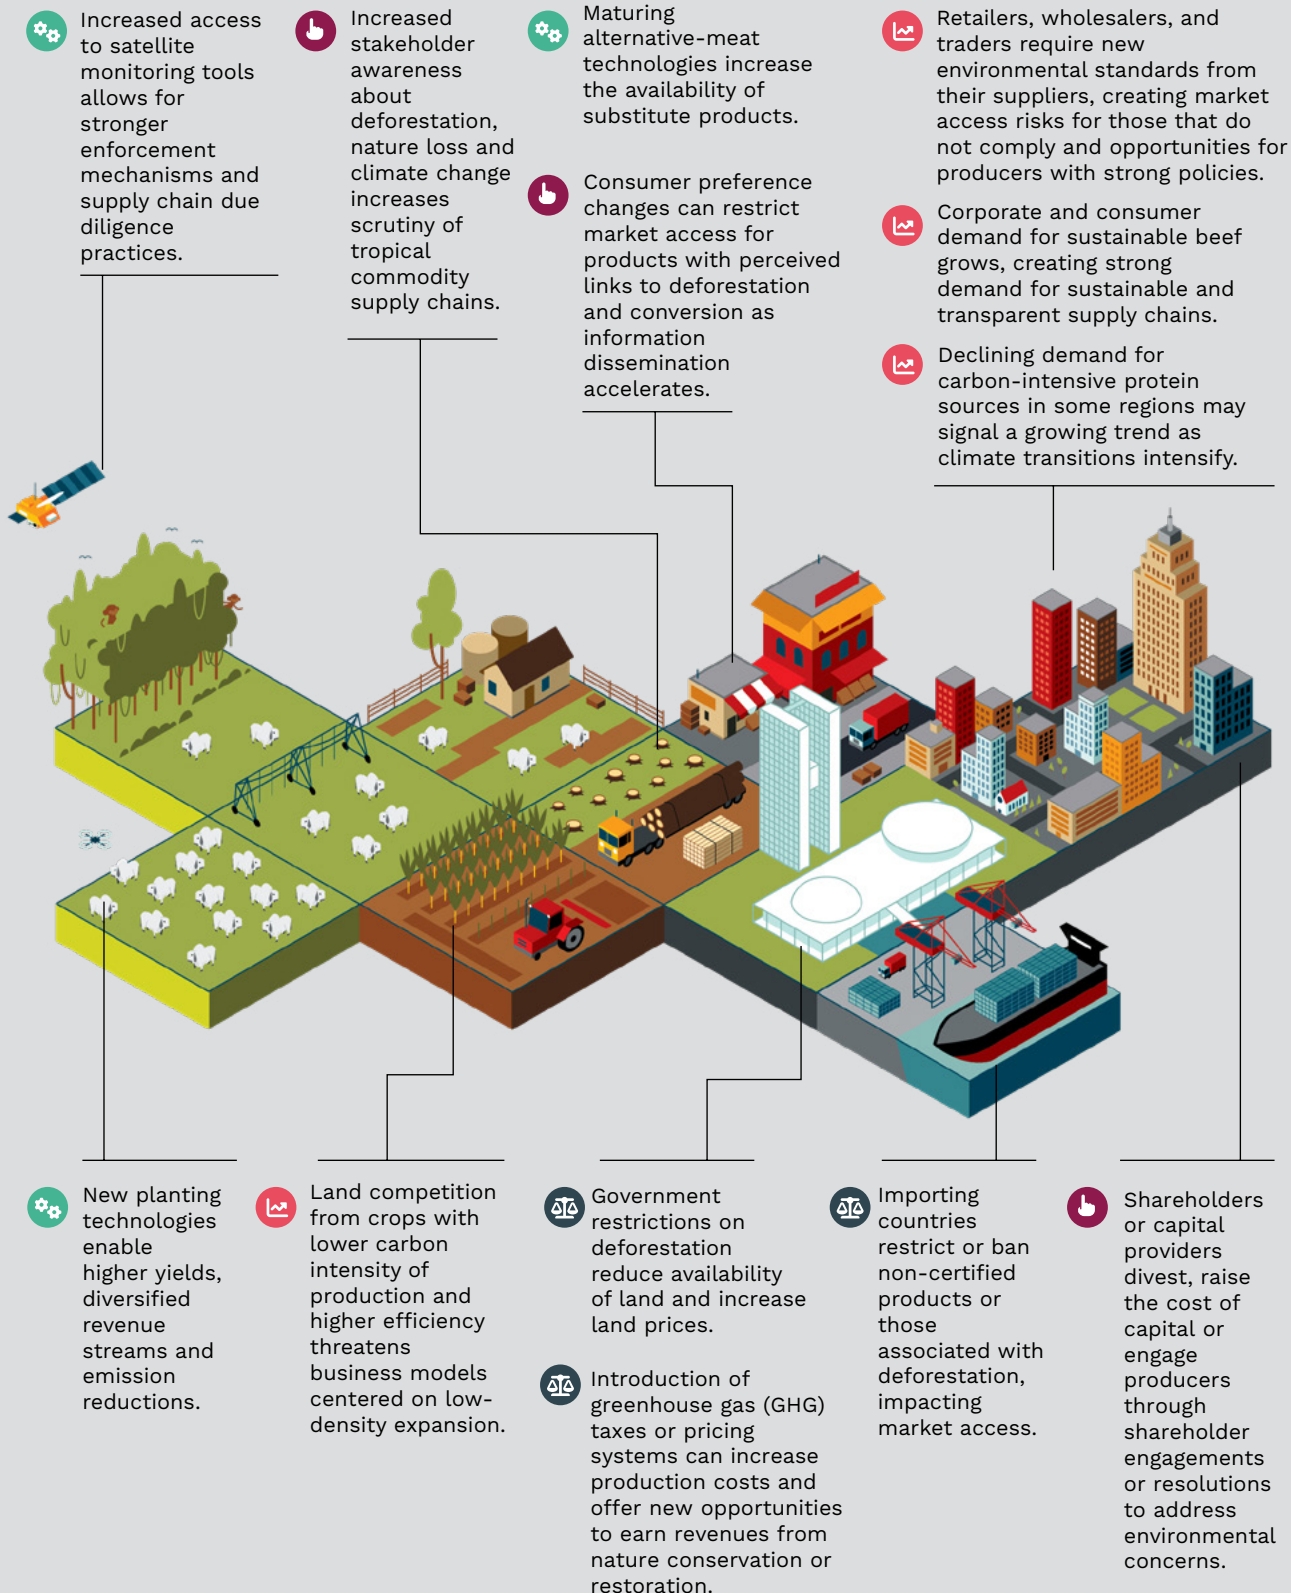 Increased access
to satellite
monitoring tools
allows for
stronger
enforcement
mechanisms and
supply chain due
diligence
practices.
Increased
stakeholder
awareness
about
deforestation,
nature loss and
climate change
increases
scrutiny of
tropical
commodity
supply chains.
Maturing
alternative-meat
technologies increase
the availability of
substitute products.
Consumer preference
changes can restrict
market access for
products with perceived
links to deforestation
and conversion as
information
dissemination
accelerates.
Retailers, wholesalers, and
traders require new
environmental standards from
their suppliers, creating market
access risks for those that do
not comply and opportunities for
producers with strong policies.
Corporate and consumer
demand for sustainable beef
grows, creating strong
demand for sustainable and
transparent supply chains.
Declining demand for
carbon-intensive protein
sources in some regions may
signal a growing trend as
climate transitions intensify.
New planting
technologies
enable
higher yields,
diversified
revenue
streams and
emission
reductions.
Land competition
from crops with
lower carbon
intensity of
production and
higher efficiency
threatens
business models
centered on low-
density expansion.
Government
restrictions on
deforestation
reduce availability
of land and increase
land prices.
Introduction of
greenhouse gas (GHG)
taxes or pricing
systems can increase
production costs and
offer new opportunities
to earn revenues from
nature conservation or
restoration.
Importing
countries
restrict or ban
non-certified
products or
those
associated with
deforestation,
impacting
market access.
Shareholders
or capital
providers
divest, raise
the cost of
capital or
engage
producers
through
shareholder
engagements
or resolutions
to address
environmental
concerns.